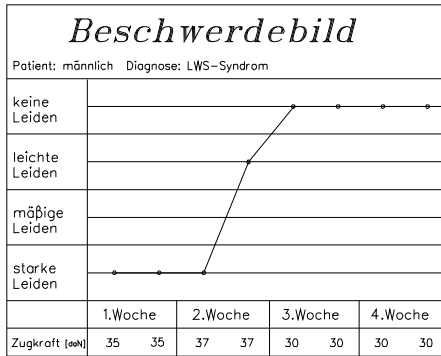 Beschwerdebild
Patient: männlich Diagnose: LWS-Syndrom
keine
Leiden
leichte
Leiden
mäßige
Leiden
starke
Leiden
1.Woche 2.Woche 3.Woche 4.Woche
Zugkraft [daN] 35 35 37 37 30 30 30 30